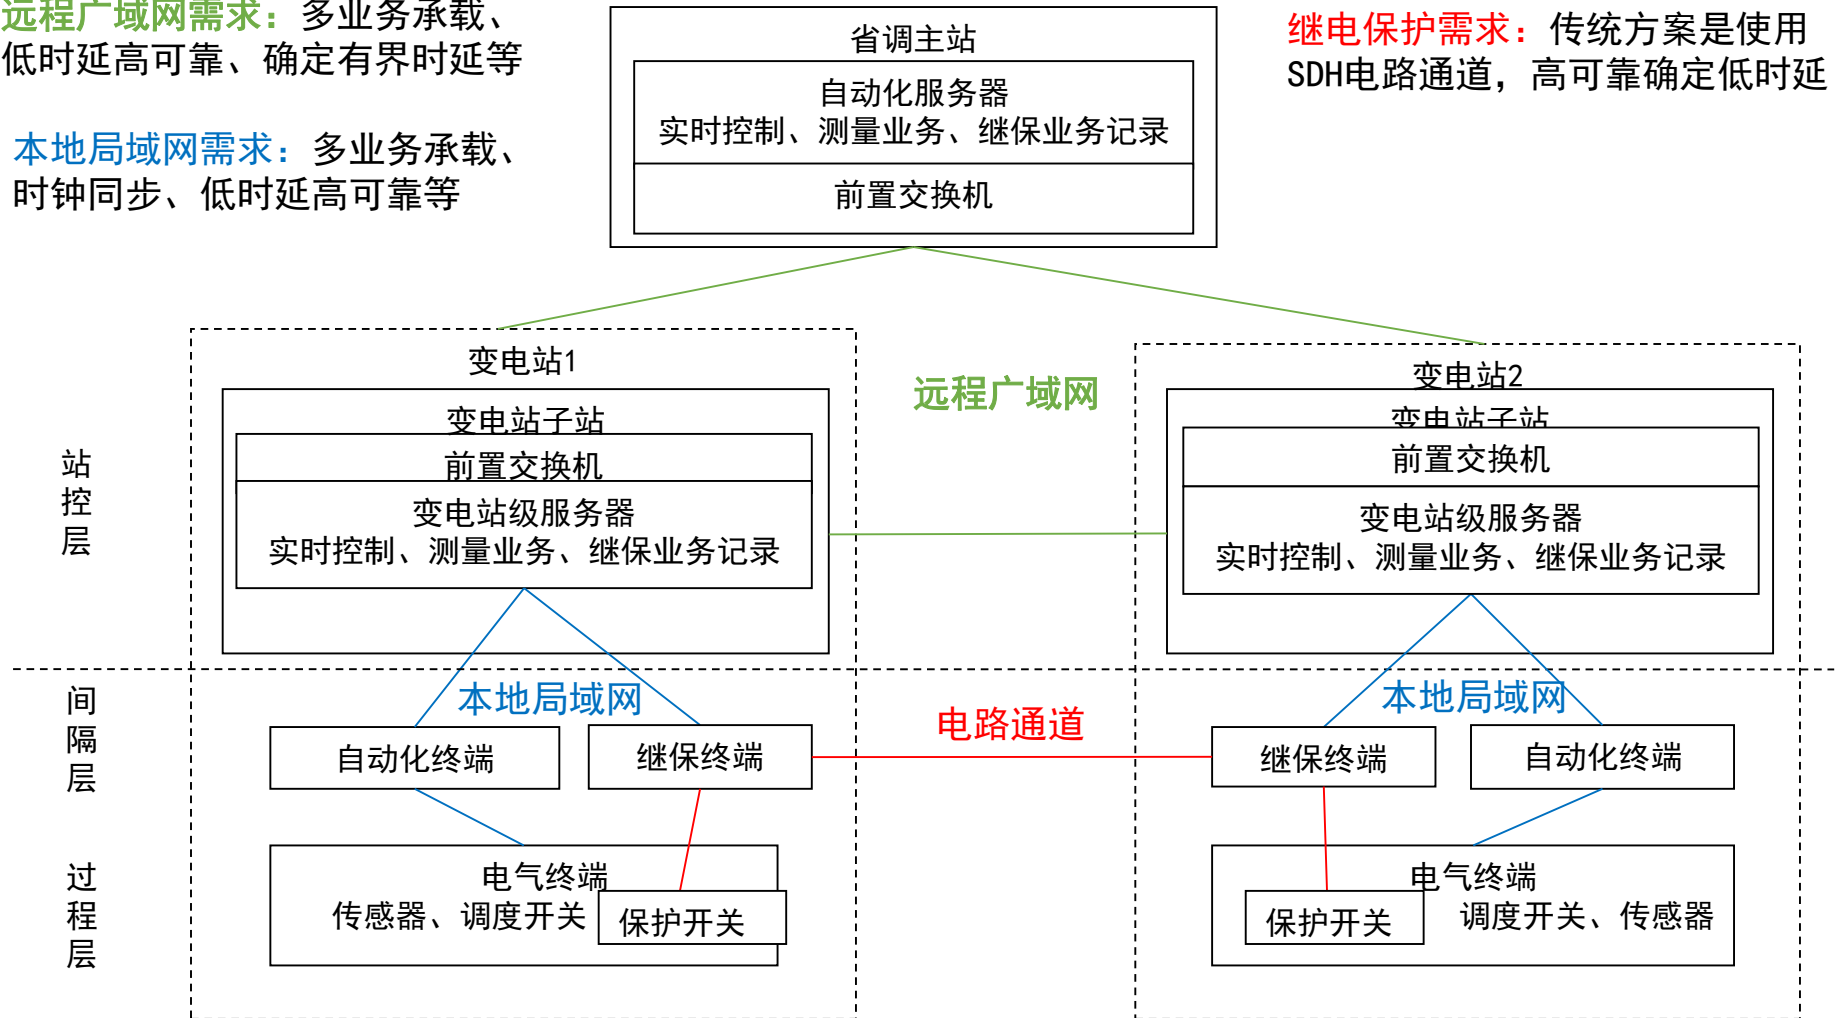 远程广域网需求：多业务承载、
低时延高可靠、确定有界时延等
本地局域网需求：多业务承载、
时钟同步、低时延高可靠等
省调主站
自动化服务器
实时控制、测量业务、继保业务记录
前置交换机
继电保护需求：传统方案是使用
SDH电路通道，高可靠确定低时延
变电站1
变电站子站
前置交换机
变电站级服务器
实时控制、测量业务、继保业务记录
远程广域网
变电站2
变电站子站
前置交换机
变电站级服务器
实时控制、测量业务、继保业务记录
站
控
层
间
隔
层
本地局域网
自动化终端
继保终端
电路通道
本地局域网
继保终端
自动化终端
过
程
层
电气终端
传感器、调度开关
保护开关
电气终端
调度开关、传感器
保护开关